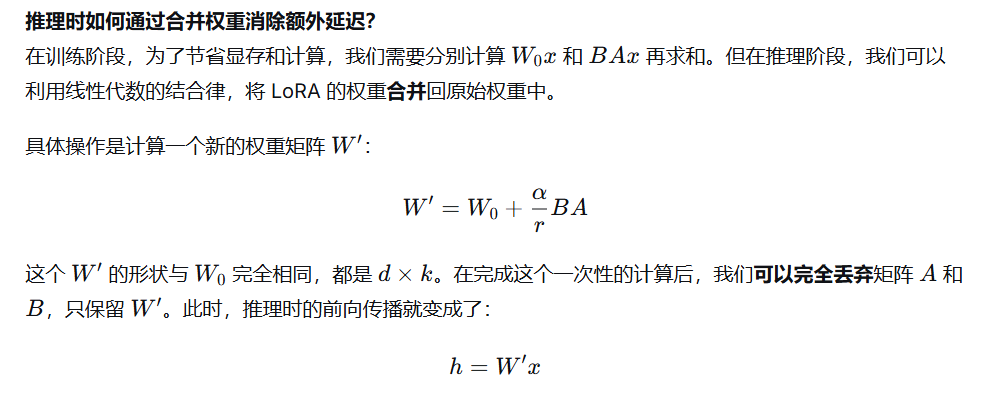 推理时如何通过合并权重消除额外延迟？
在训练阶段，为了节省显存和计算，我们需要分别计算 W₀x 和 BAx 再求和。但在推理阶段，我们可以
利用线性代数的结合律，将 LoRA 的权重合并回原始权重中。
具体操作是计算一个新的权重矩阵 W′：
W′ = W₀ + α/r BA
这个 W′ 的形状与 W₀ 完全相同，都是 d × k。在完成这个一次性的计算后，我们可以完全丢弃矩阵 A 和
B，只保留 W′。此时，推理时的前向传播就变成了：
h = W′x